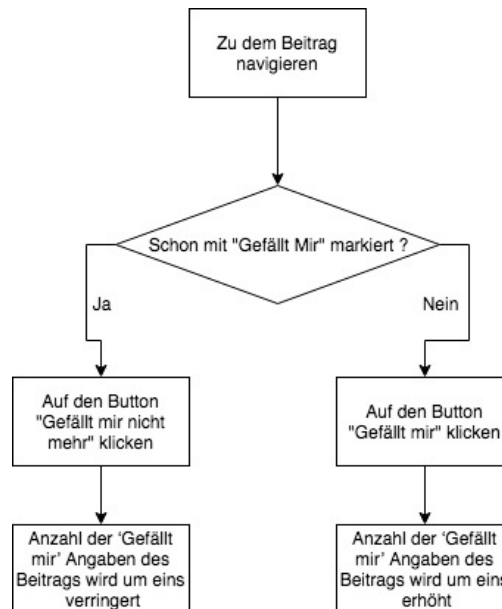 Zu dem Beitrag
navigieren
Schon mit "Gefällt Mir" markiert ?
Ja
Nein
Auf den Button
"Gefällt mir nicht
mehr" klicken
Auf den Button
"Gefällt mir" klicken
Anzahl der ‘Gefällt
mir’ Angaben des
Beitrags wird um eins
verringert
Anzahl der ‘Gefällt
mir’ Angaben des
Beitrags wird um eins
erhöht